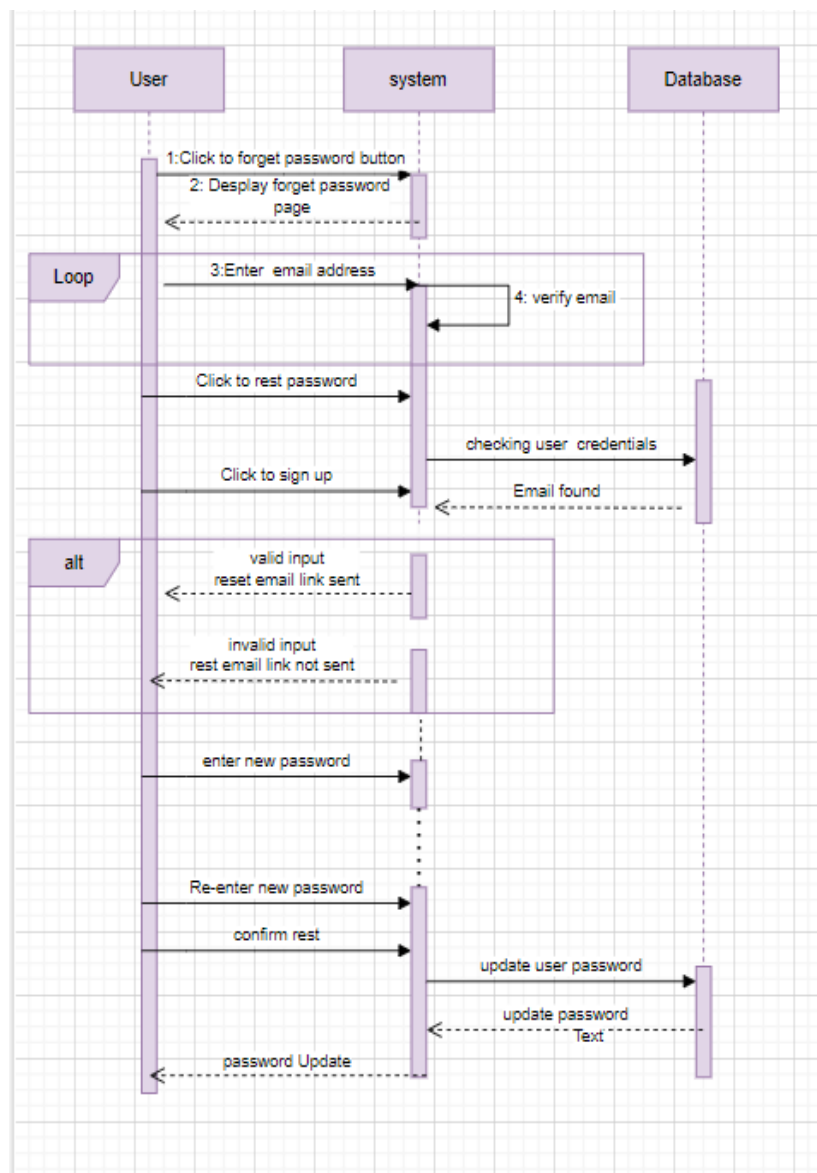 User
system
Database
1:Click to forget password button
2: Desplay forget password
page
Loop
3:Enter email address
4: verify email
Click to rest password
checking user credentials
Click to sign up
Email found
alt
valid input
reset email link sent
invalid input
rest email link not sent
enter new password
Re-enter new password
confirm rest
update user password
update password
Text
password Update